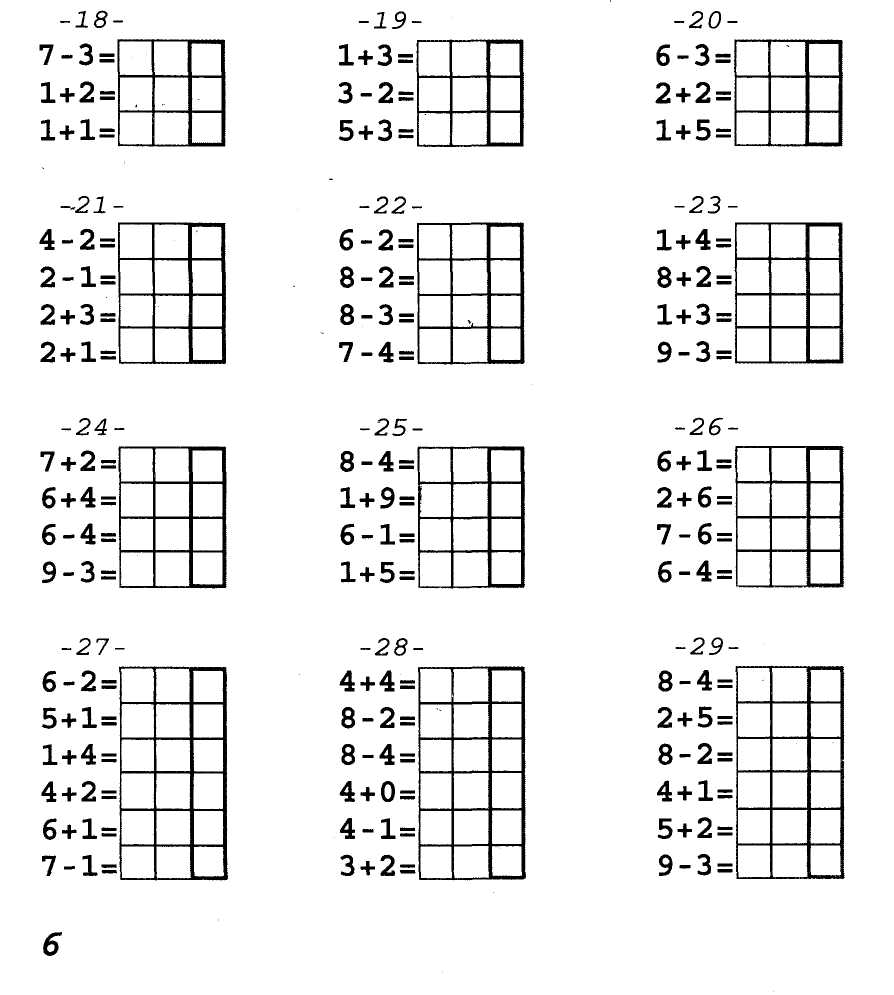 -18- -19- -20-
7-3= 1+3= 6-3=
1+2= 3-2= 2+2=
1+1= 5+3= 1+5=
-21- -22- -23-
4-2= 6-2= 1+4=
2-1= 8-2= 8+2=
2+3= 8-3= 1+3=
2+1= 7-4= 9-3=
-24- -25- -26-
7+2= 8-4= 6+1=
6+4= 1+9= 2+6=
6-4= 6-1= 7-6=
9-3= 1+5= 6-4=
-27- -28- -29-
6-2= 4+4= 8-4=
5+1= 8-2= 2+5=
1+4= 8-4= 8-2=
4+2= 4+0= 4+1=
6+1= 4-1= 5+2=
7-1= 3+2= 9-3=
6